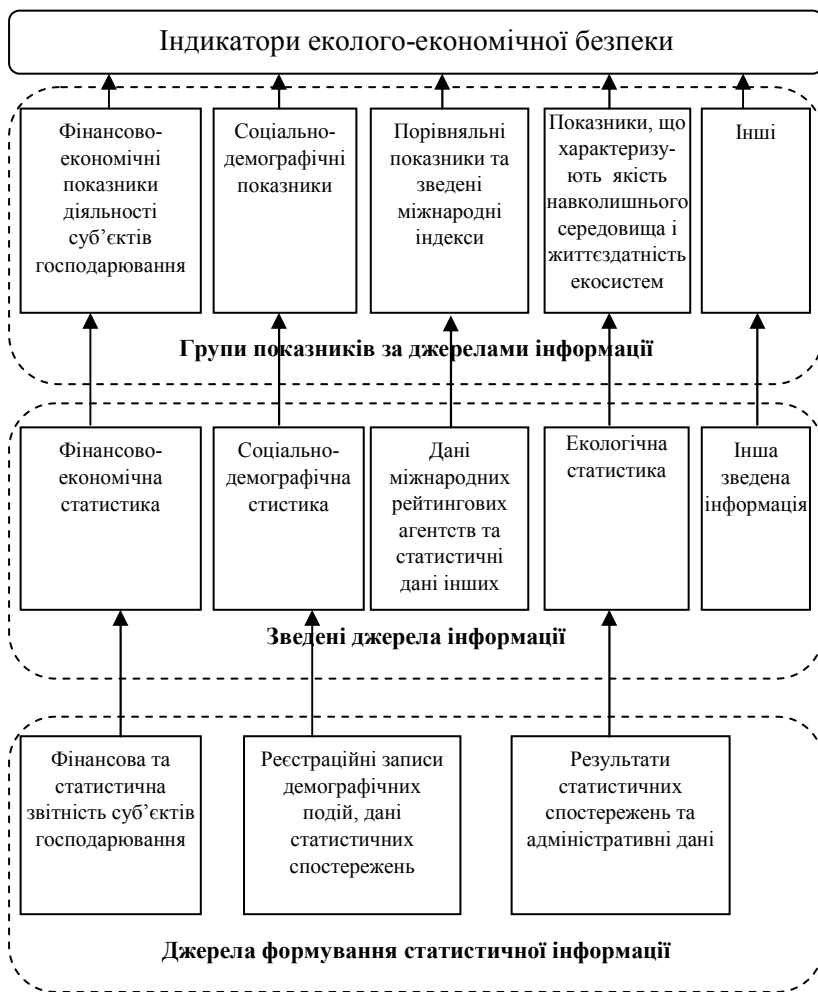 Індикатори еколого-економічної безпеки
Фінансово-
економічні
показники
діяльності
суб’єктів
господарювання
Соціально-
демографічні
показники
Порівняльні
показники та
зведені
міжнародні
індекси
Показники, що
характеризу-
ють якість
навколишнього
середовища і
життєздатність
екосистем
Інші
Групи показників за джерелами інформації
Фінансово-
економічна
статистика
Соціально-
демографічна
стистика
Дані
міжнародних
рейтингових
агентств та
статистичні
дані інших
Екологічна
статистика
Інша
зведена
інформація
Зведені джерела інформації
Фінансова та
статистична
звітність суб’єктів
господарювання
Реєстраційні записи
демографічних
подій, дані
статистичних
спостережень
Результати
статистичних
спостережень та
адміністративні дані
Джерела формування статистичної інформації